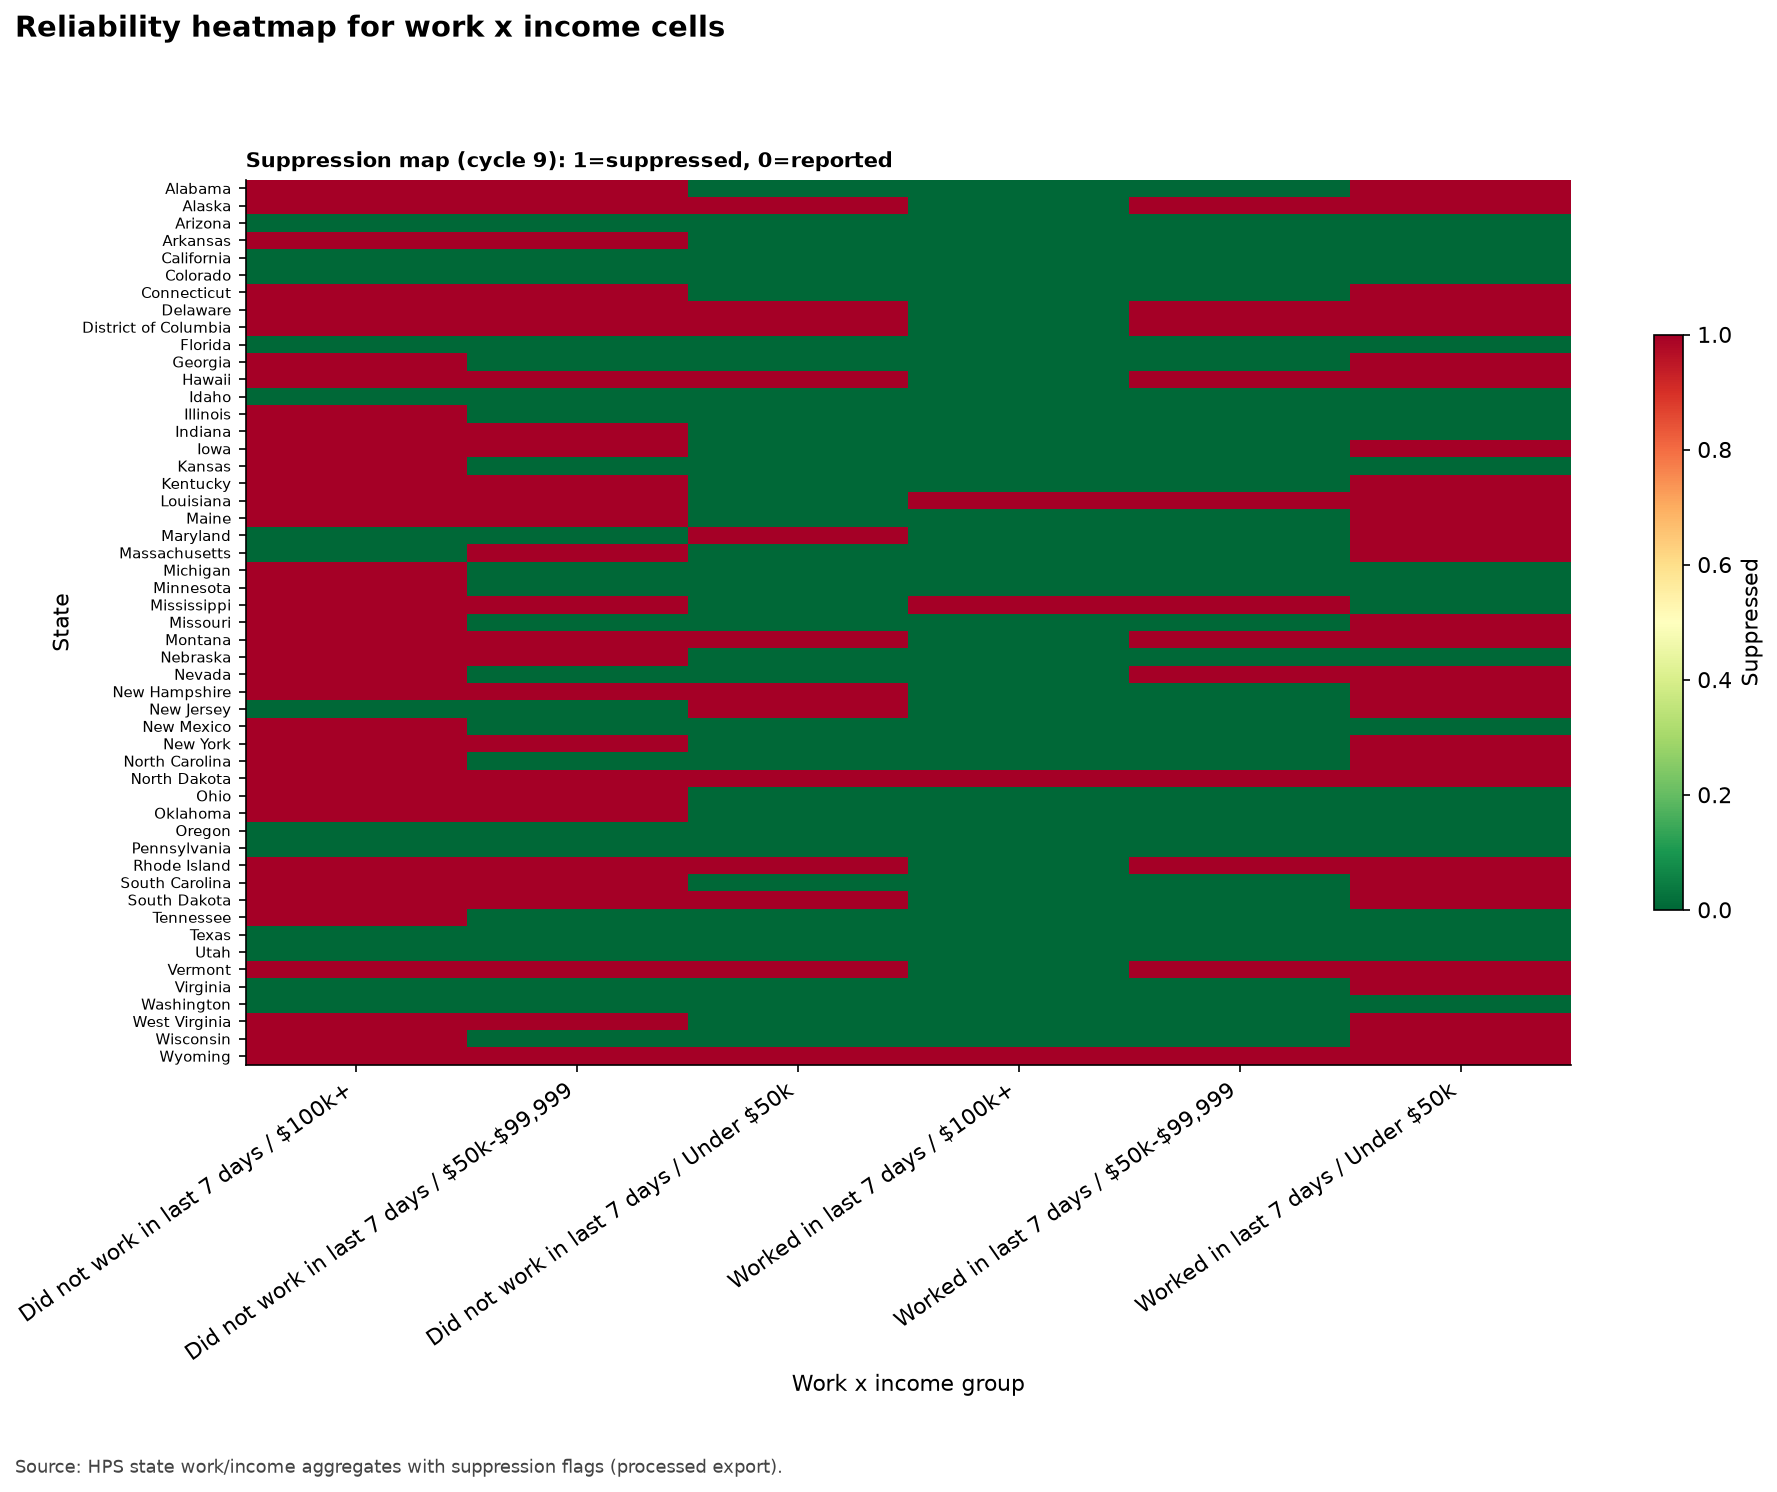 Reliability heatmap for work x income cells
Suppression map (cycle 9): 1=suppressed, 0=reported
Alabama
Alaska
Arizona
Arkansas
California
Colorado
Connecticut
Delaware
District of Columbia
Florida
Georgia
Hawaii
Idaho
Illinois
Indiana
Iowa
Kansas
Kentucky
Louisiana
Maine
Maryland
Massachusetts
Michigan
Minnesota
Mississippi
Missouri
Montana
Nebraska
Nevada
New Hampshire
New Jersey
New Mexico
New York
North Carolina
North Dakota
Ohio
Oklahoma
Oregon
Pennsylvania
Rhode Island
South Carolina
South Dakota
Tennessee
Texas
Utah
Vermont
Virginia
Washington
West Virginia
Wisconsin
Wyoming
State
Did not work in last 7 days / $100k+
Did not work in last 7 days / $50k-$99,999
Did not work in last 7 days / Under $50k
Worked in last 7 days / $100k+
Worked in last 7 days / $50k-$99,999
Worked in last 7 days / Under $50k
Work x income group
1.0
0.8
0.6
0.4
0.2
0.0
Suppressed
Source: HPS state work/income aggregates with suppression flags (processed export).